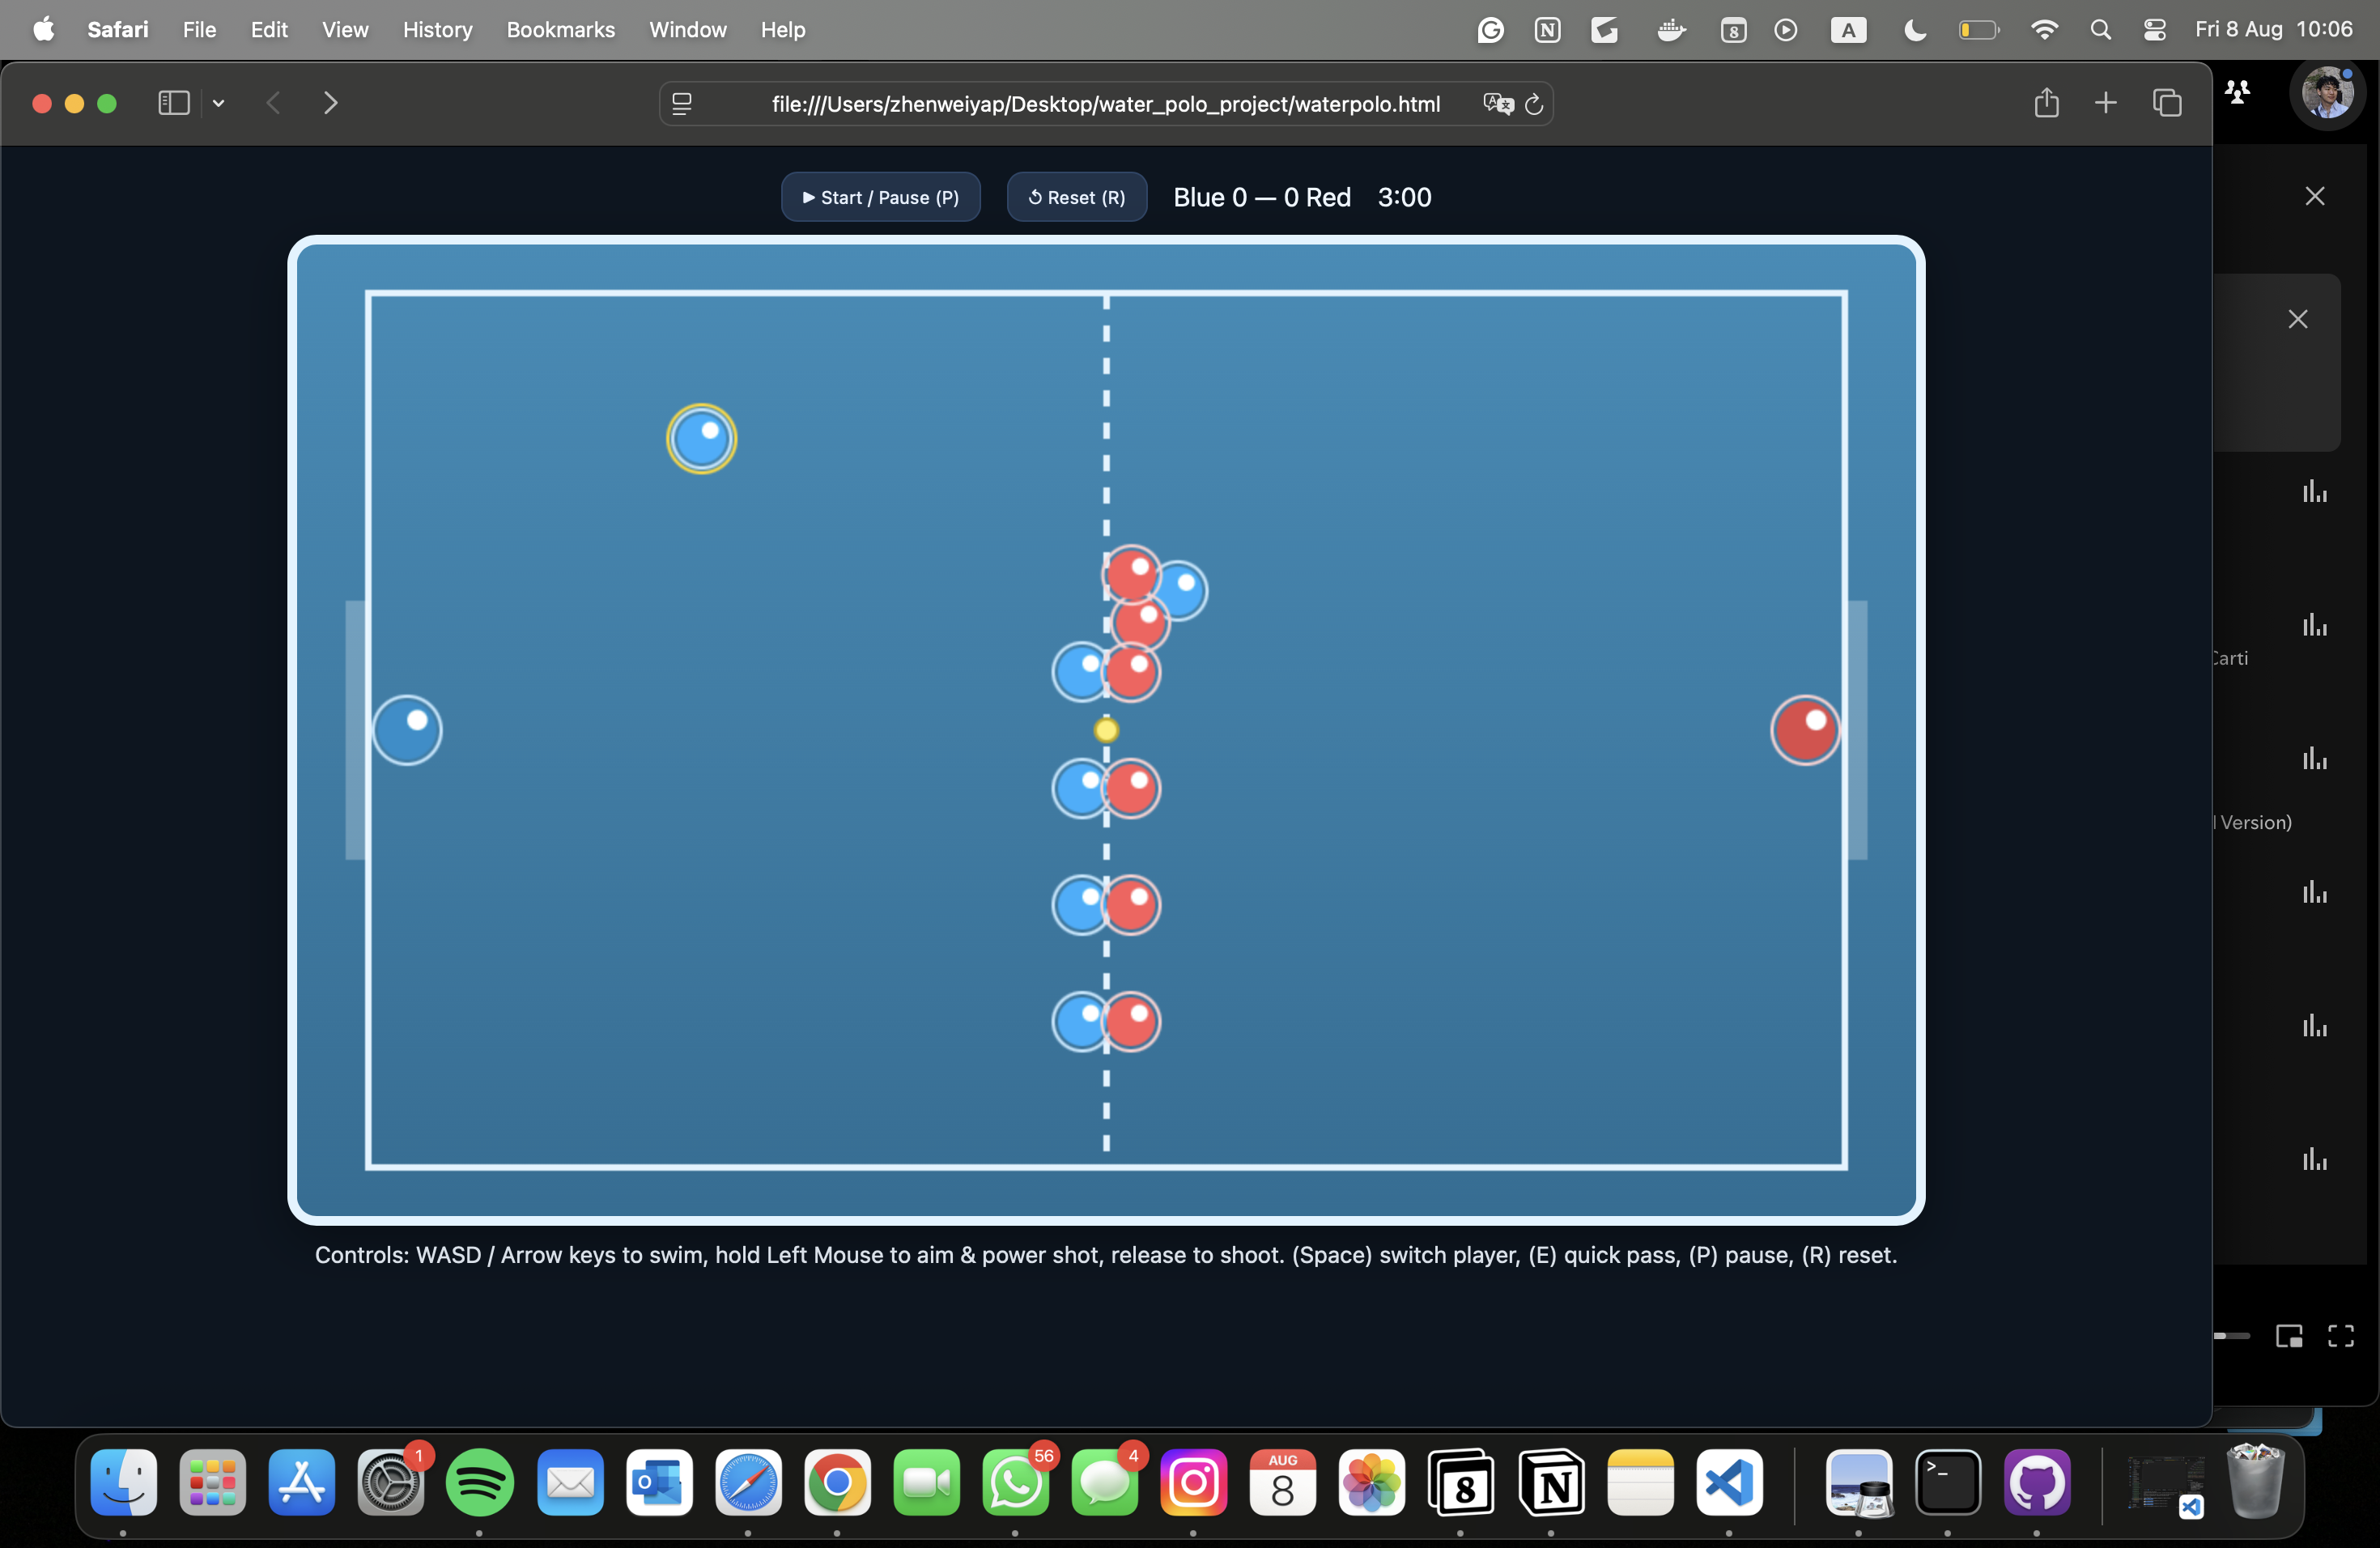 Safari File Edit View History Bookmarks Window Help A 8 Fri 8 Aug 10:06
file:///Users/zhenweiyap/Desktop/water_polo_project/waterpolo.html
▶ Start / Pause (P) ↺ Reset (R) Blue 0 — 0 Red 3:00
Carti
Version)
Controls: WASD / Arrow keys to swim, hold Left Mouse to aim & power shot, release to shoot. (Space) switch player, (E) quick pass, (P) pause, (R) reset.
1 56 4 AUG 8 8